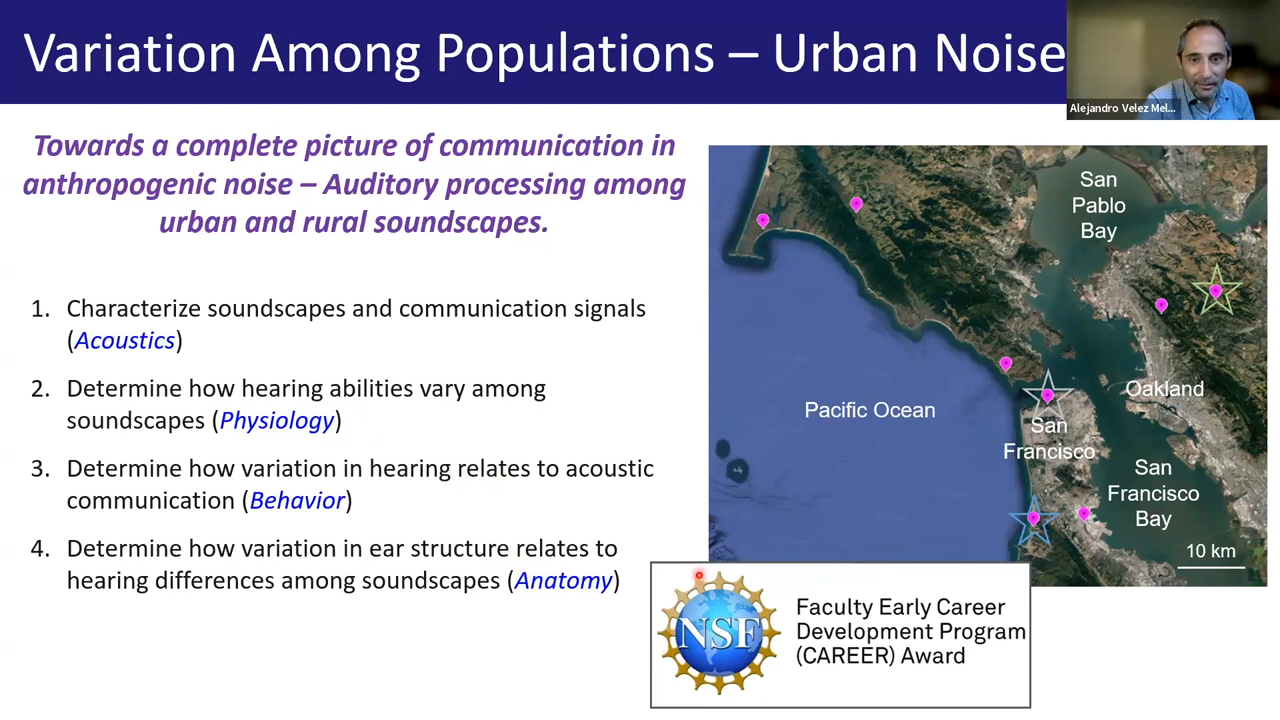 Variation Among Populations – Urban Noise
Alejandro Velez Mel...
Towards a complete picture of communication in
anthropogenic noise – Auditory processing among
urban and rural soundscapes.
1. Characterize soundscapes and communication signals
(Acoustics)
2. Determine how hearing abilities vary among
soundscapes (Physiology)
3. Determine how variation in hearing relates to acoustic
communication (Behavior)
4. Determine how variation in ear structure relates to
hearing differences among soundscapes (Anatomy)
San
Pablo
Bay
Pacific Ocean
Oakland
San
Francisco
San
Francisco
Bay
10 km
NSF
Faculty Early Career
Development Program
(CAREER) Award